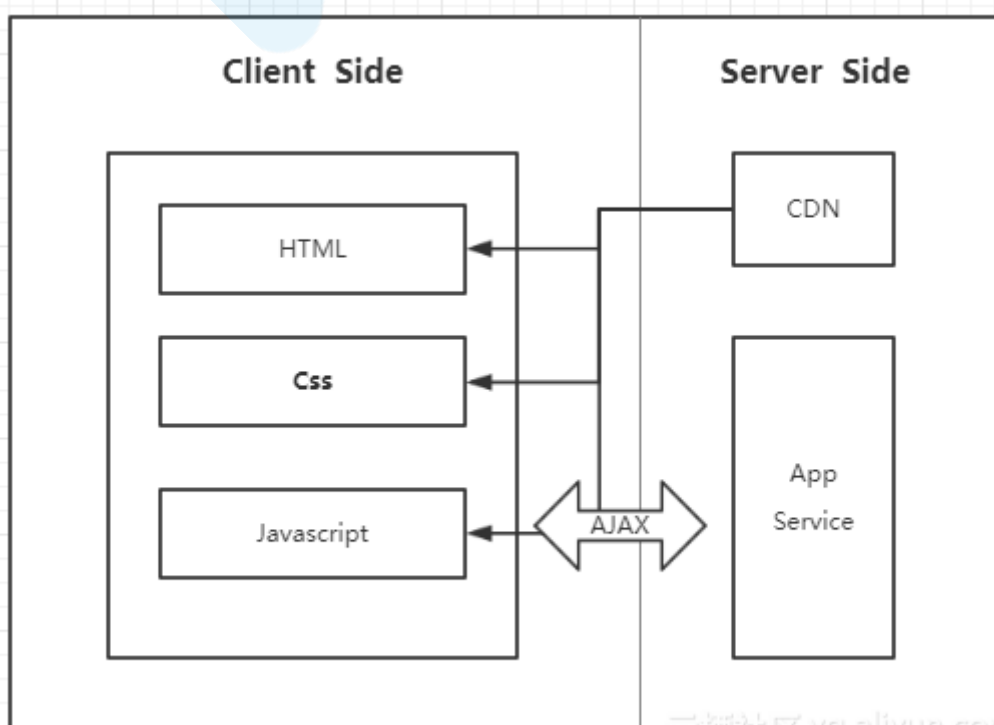 Client Side
Server Side
CDN
HTML
Css
App
Service
AJAX
Javascript